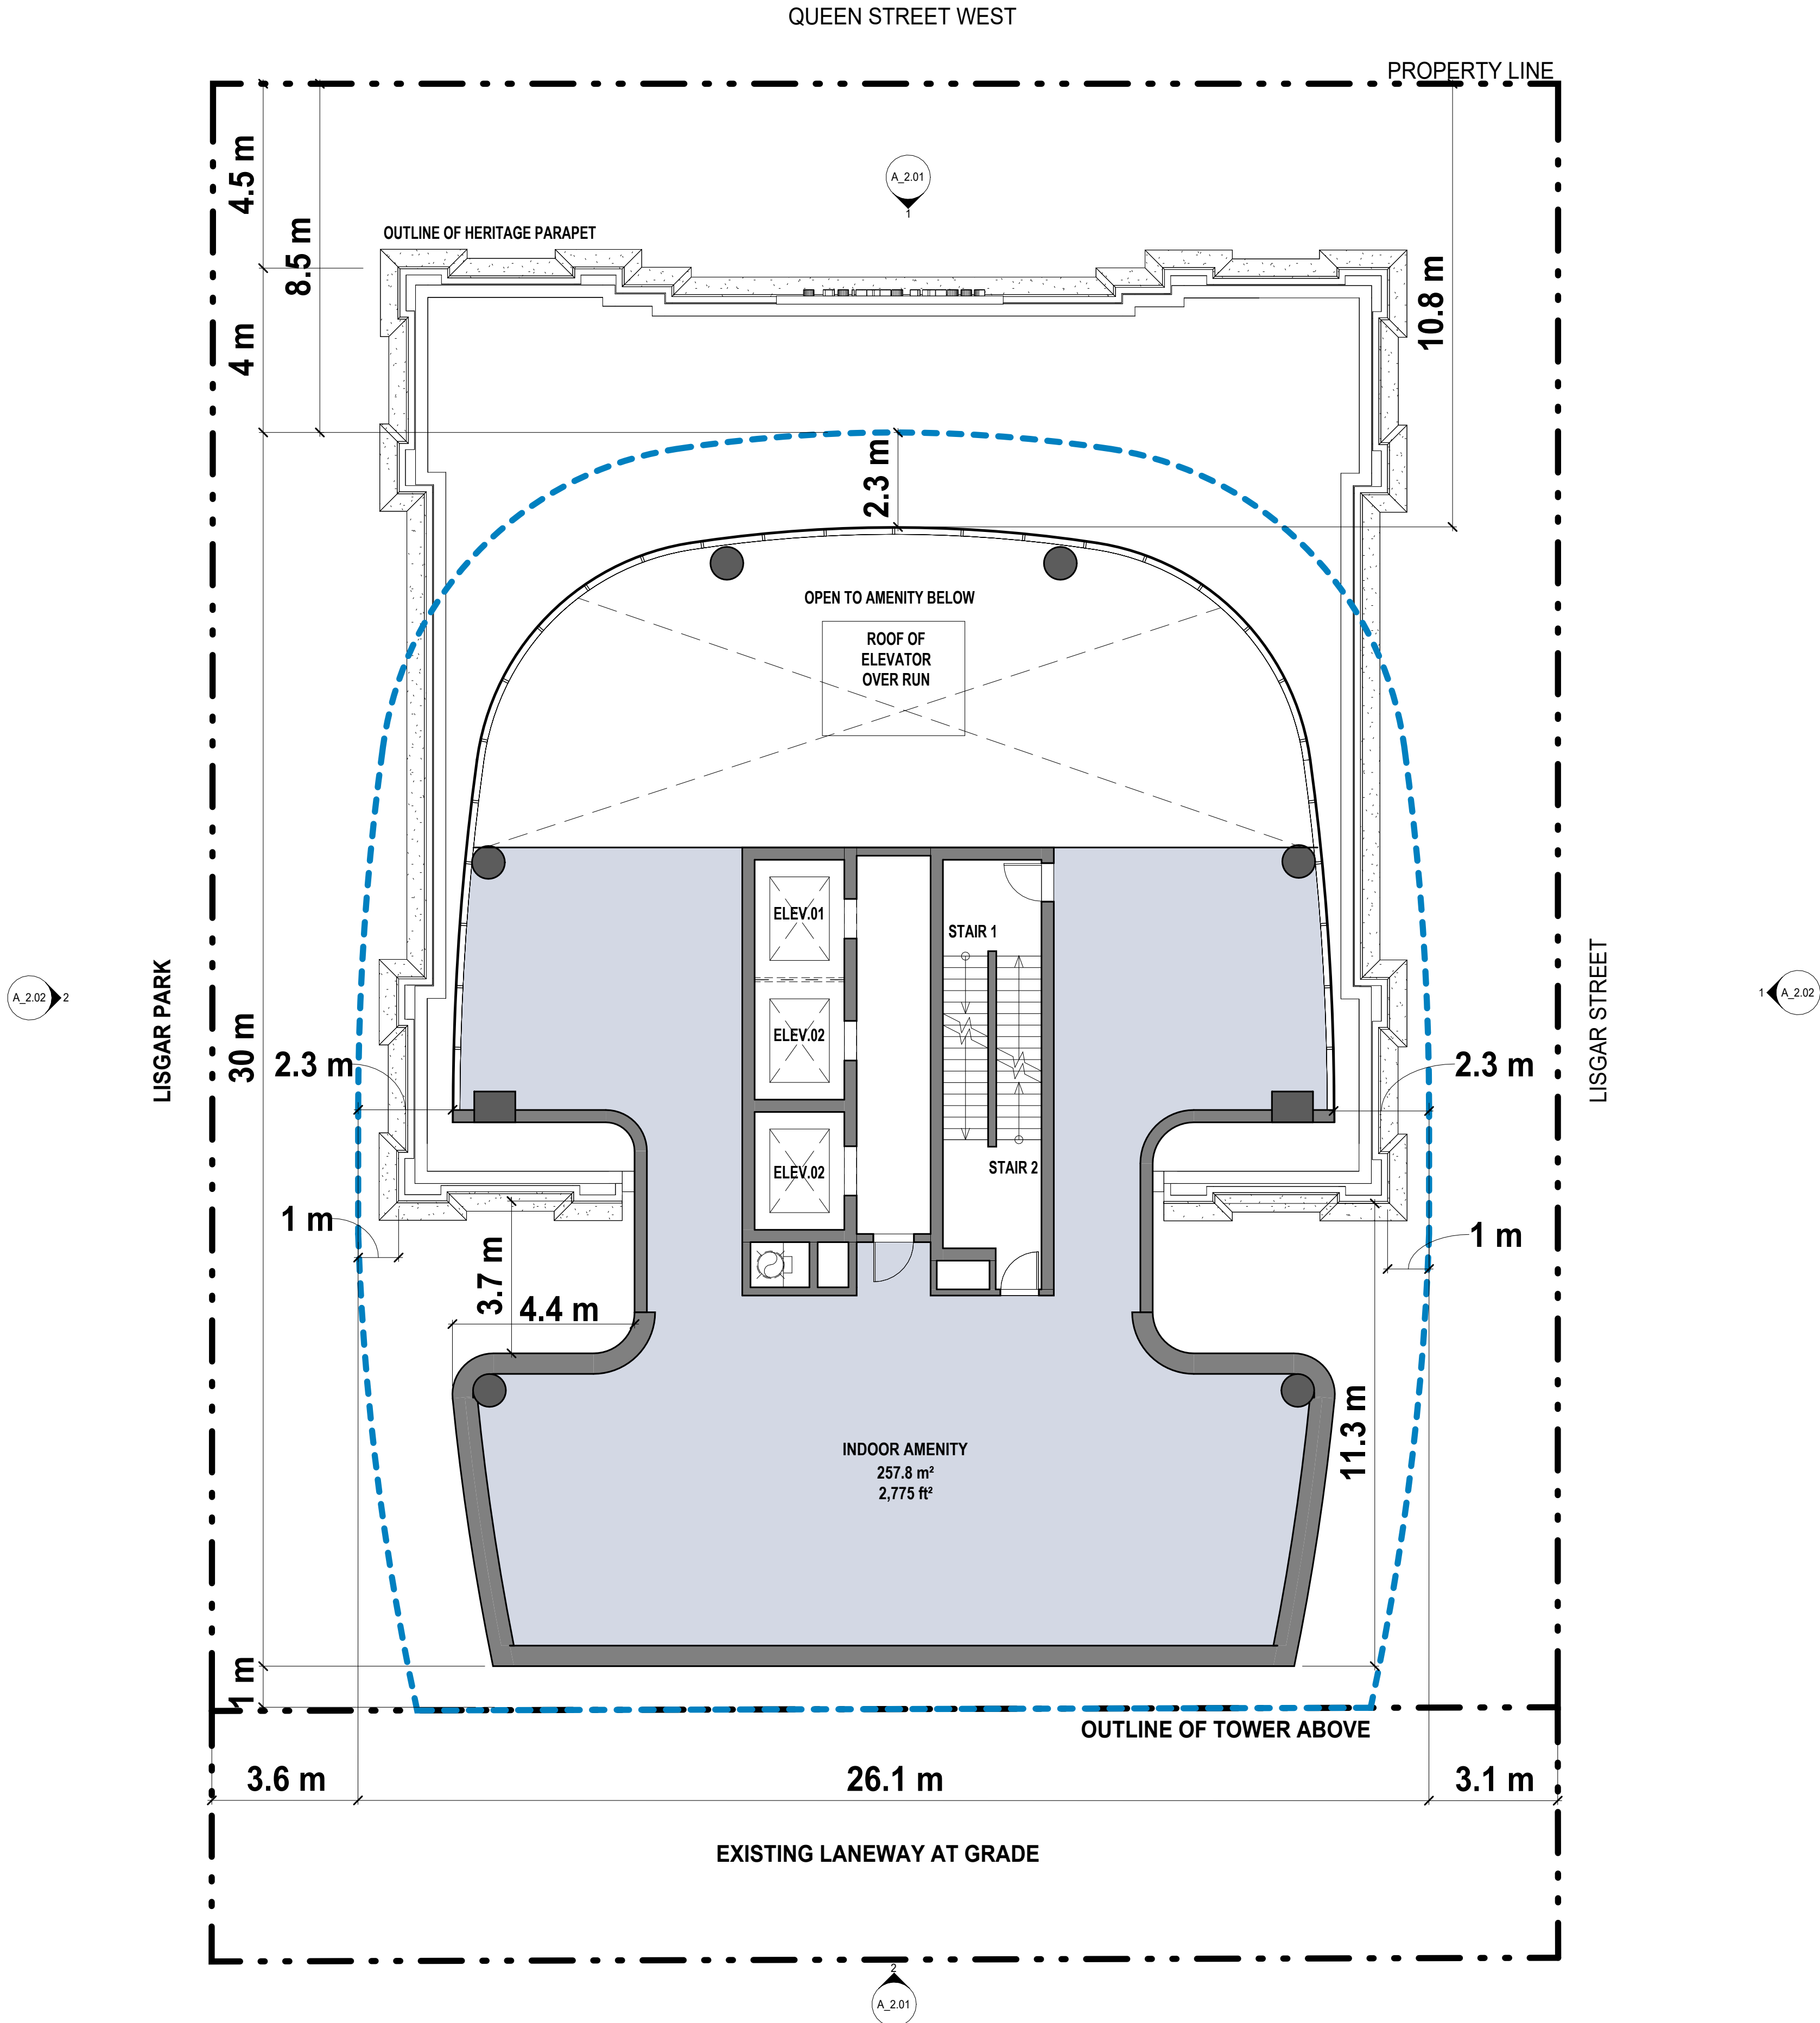 QUEEN STREET WEST
PROPERTY LINE
4.5 m
8.5 m
4 m
10.8 m
A_2.01
1
OUTLINE OF HERITAGE PARAPET
2.3 m
OPEN TO AMENITY BELOW
ROOF OF
ELEVATOR
OVER RUN
ELEV.01
STAIR 1
ELEV.02
STAIR 2
ELEV.02
LISGAR PARK
A_2.02
2
30 m
2.3 m
2.3 m
LISGAR STREET
1
A_2.02
1 m
1 m
3.7 m
4.4 m
11.3 m
INDOOR AMENITY
257.8 m²
2,775 ft²
1 m
OUTLINE OF TOWER ABOVE
3.6 m
26.1 m
3.1 m
EXISTING LANEWAY AT GRADE
2
A_2.01